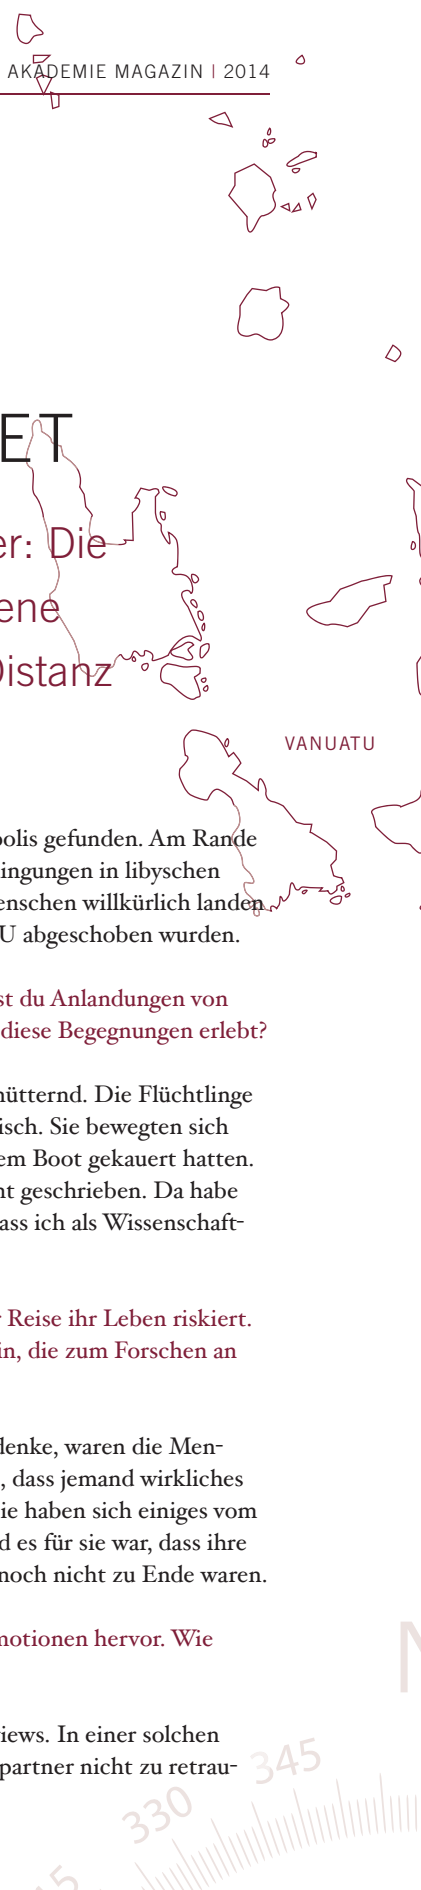 AKADEMIE MAGAZIN | 2014
ET
er: Die
ene
Distanz
VANUATU
polis gefunden. Am Rande
ingungen in libyschen
enschen willkürlich landen
U abgeschoben wurden.
st du Anlandungen von
diese Begegnungen erlebt?
hütternd. Die Flüchtlinge
isch. Sie bewegten sich
em Boot gekauert hatten.
ht geschrieben. Da habe
ass ich als Wissenschaft-
r Reise ihr Leben riskiert.
in, die zum Forschen an
denke, waren die Men-
, dass jemand wirkliches
ie haben sich einiges vom
d es für sie war, dass ihre
noch nicht zu Ende waren.
motionen hervor. Wie
N
views. In einer solchen
partner nicht zu retrau-
345
330